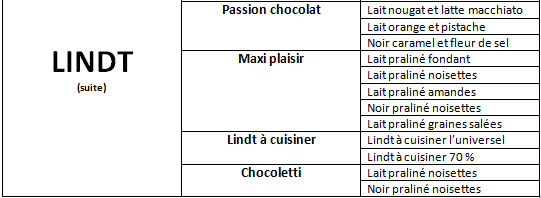 LINDT
(suite)
Passion chocolat
Lait nougat et latte macchiato
Lait orange et pistache
Noir caramel et fleur de sel
Maxi plaisir
Lait praliné fondant
Lait praliné noisettes
Lait praliné amandes
Noir praliné noisettes
Lait praliné graines salées
Lindt à cuisiner
Lindt à cuisiner l'universel
Lindt à cuisiner 70 %
Chocoletti
Lait praliné noisettes
Noir praliné noisettes